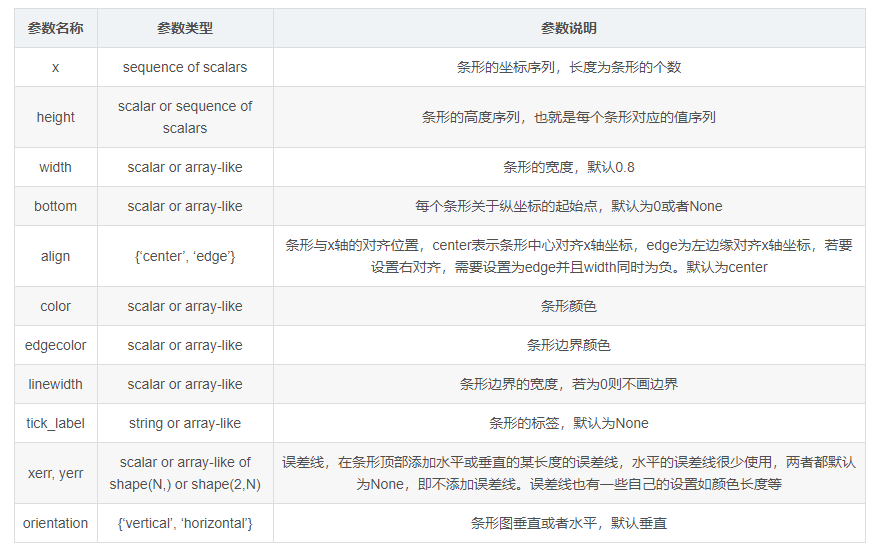 参数名称 参数类型 参数说明
x sequence of scalars 条形的坐标序列，长度为条形的个数
height scalar or sequence of scalars 条形的高度序列，也就是每个条形对应的值序列
width scalar or array-like 条形的宽度，默认0.8
bottom scalar or array-like 每个条形关于纵坐标的起始点，默认为0或者None
align {‘center’, ‘edge’} 条形与x轴的对齐位置，center表示条形中心对齐x轴坐标，edge为左边缘对齐x轴坐标，若要
设置右对齐，需要设置为edge并且width同时为负。默认为center
color scalar or array-like 条形颜色
edgecolor scalar or array-like 条形边界颜色
linewidth scalar or array-like 条形边界的宽度，若为0则不画边界
tick_label string or array-like 条形的标签，默认为None
xerr, yerr scalar or array-like of shape(N,) or shape(2,N) 误差线，在条形顶部添加水平或垂直的某长度的误差线，水平的误差线很少使用，两者都默认
为None，即不添加误差线。误差线也有一些自己的设置如颜色长度等
orientation {‘vertical’, ‘horizontal’} 条形图垂直或者水平，默认垂直